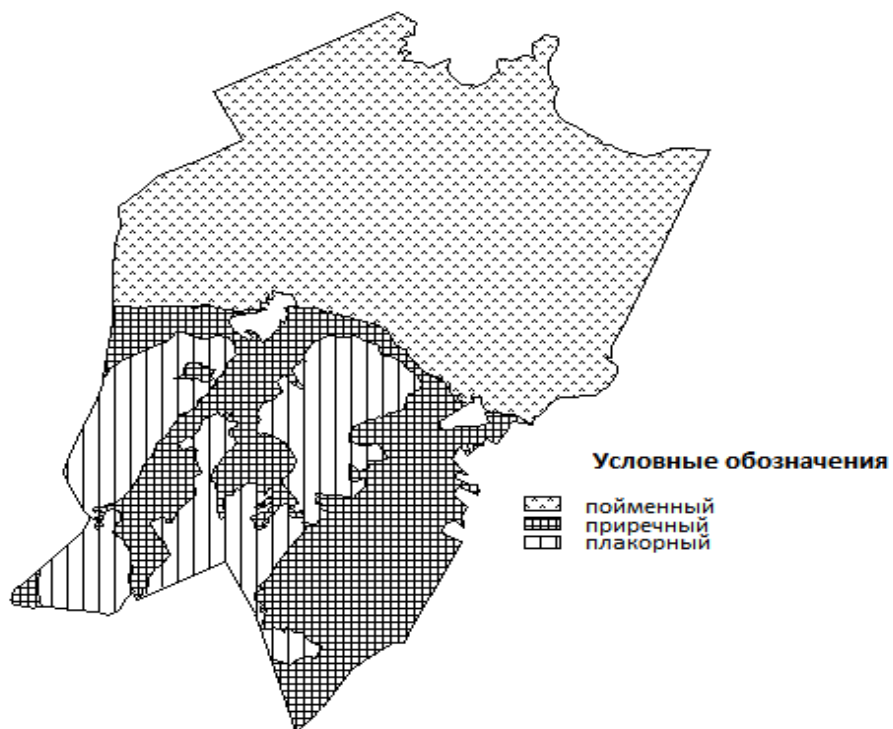 Условные обозначения
пойменный
приречный
плакорный